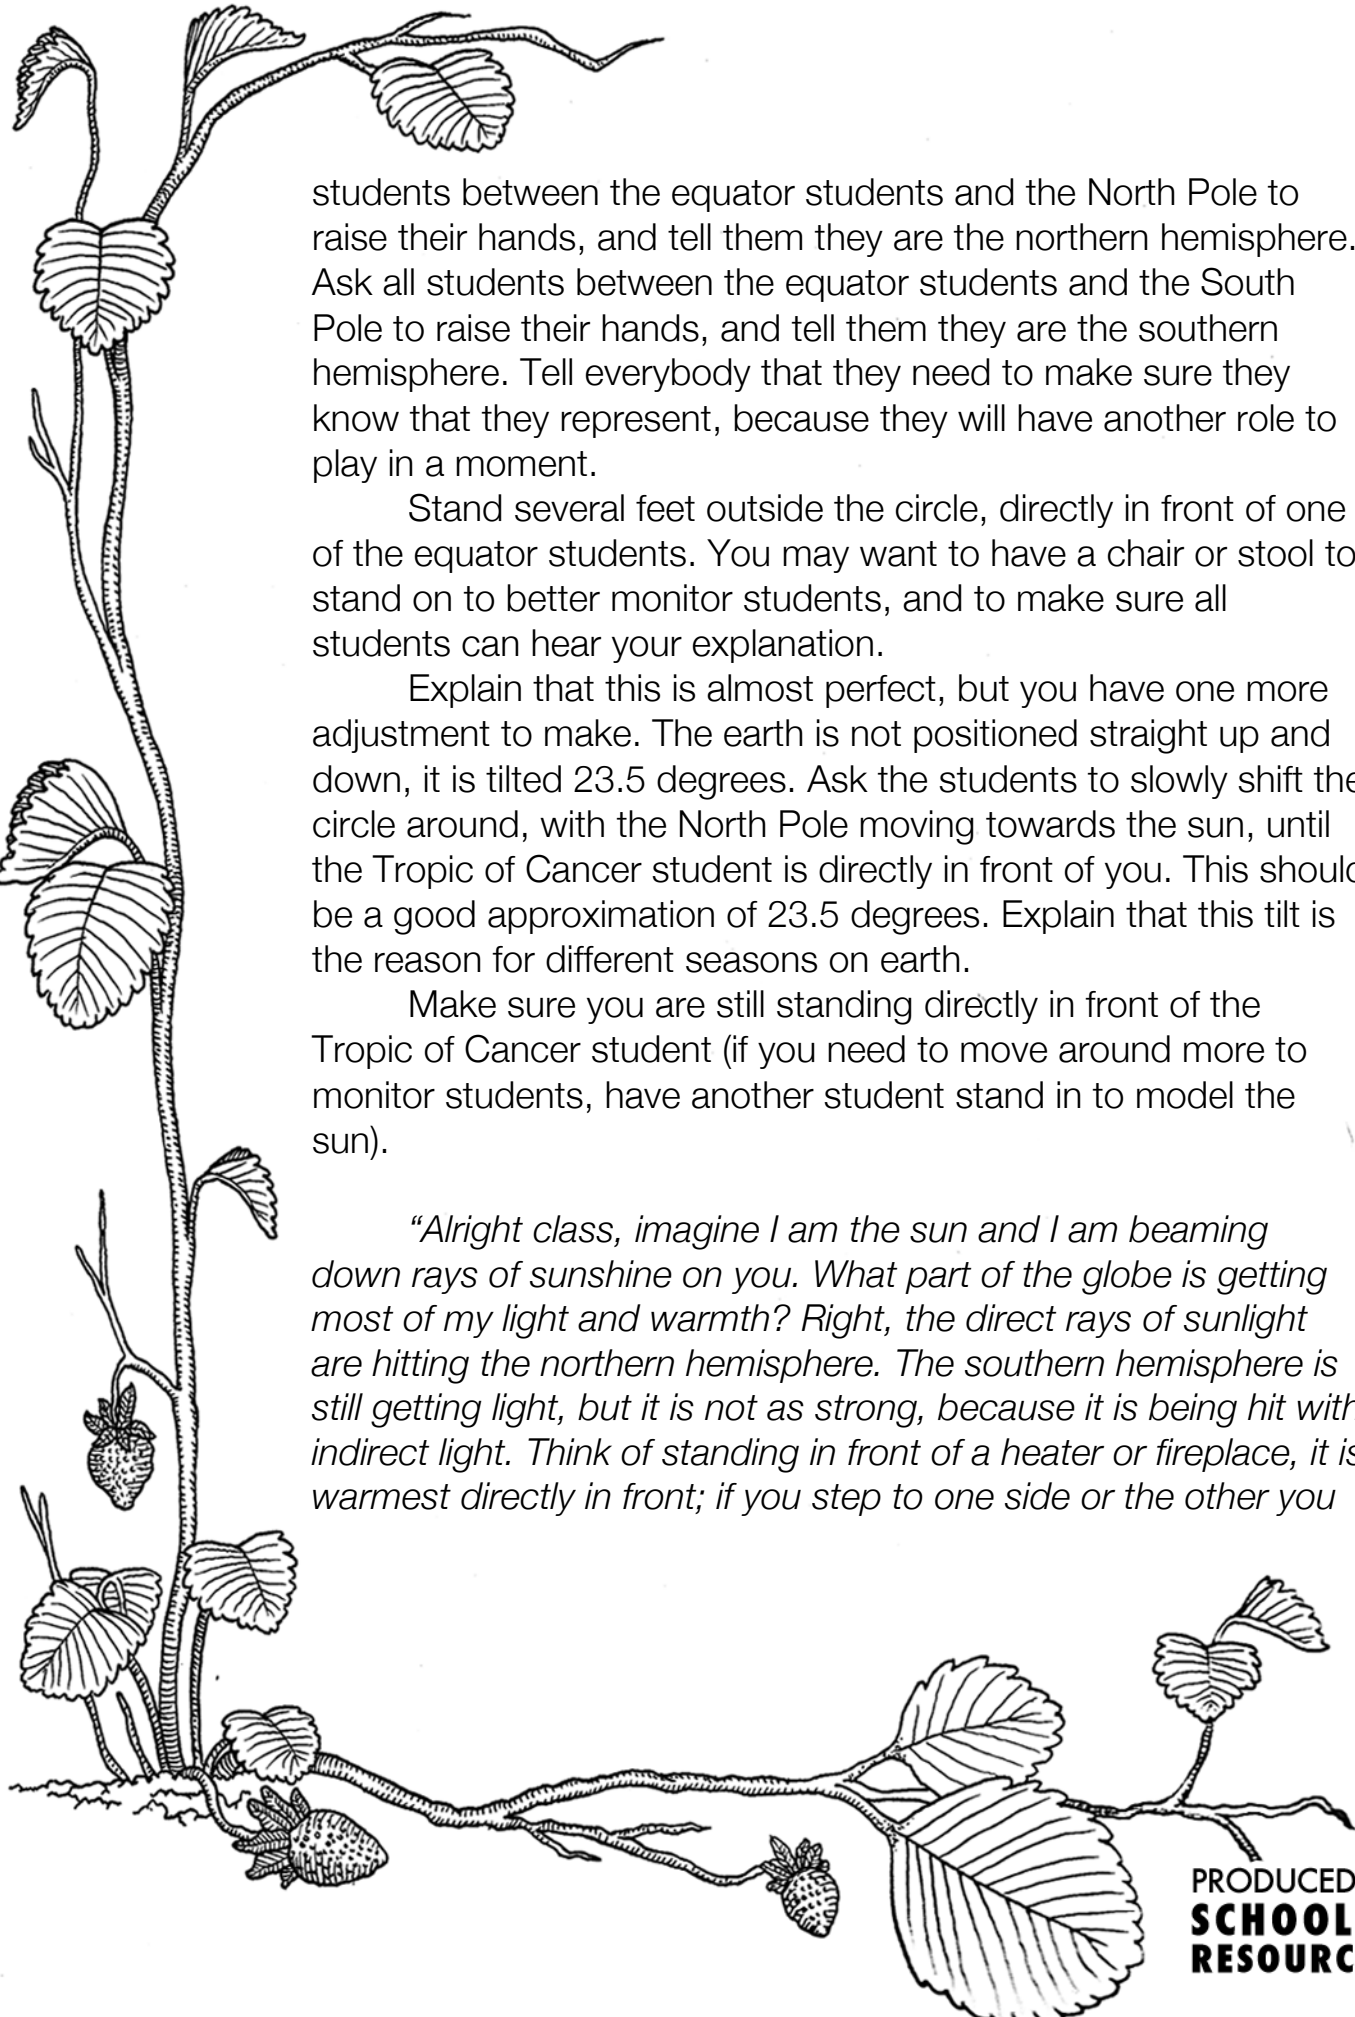 students between the equator students and the North Pole to
raise their hands, and tell them they are the northern hemisphere.
Ask all students between the equator students and the South
Pole to raise their hands, and tell them they are the southern
hemisphere. Tell everybody that they need to make sure they
know that they represent, because they will have another role to
play in a moment.
Stand several feet outside the circle, directly in front of one
of the equator students. You may want to have a chair or stool to
stand on to better monitor students, and to make sure all
students can hear your explanation.
Explain that this is almost perfect, but you have one more
adjustment to make. The earth is not positioned straight up and
down, it is tilted 23.5 degrees. Ask the students to slowly shift the
circle around, with the North Pole moving towards the sun, until
the Tropic of Cancer student is directly in front of you. This should
be a good approximation of 23.5 degrees. Explain that this tilt is
the reason for different seasons on earth.
Make sure you are still standing directly in front of the
Tropic of Cancer student (if you need to move around more to
monitor students, have another student stand in to model the
sun).
“Alright class, imagine I am the sun and I am beaming
down rays of sunshine on you. What part of the globe is getting
most of my light and warmth? Right, the direct rays of sunlight
are hitting the northern hemisphere. The southern hemisphere is
still getting light, but it is not as strong, because it is being hit with
indirect light. Think of standing in front of a heater or fireplace, it is
warmest directly in front; if you step to one side or the other you
PRODUCED
SCHOOL
RESOURC